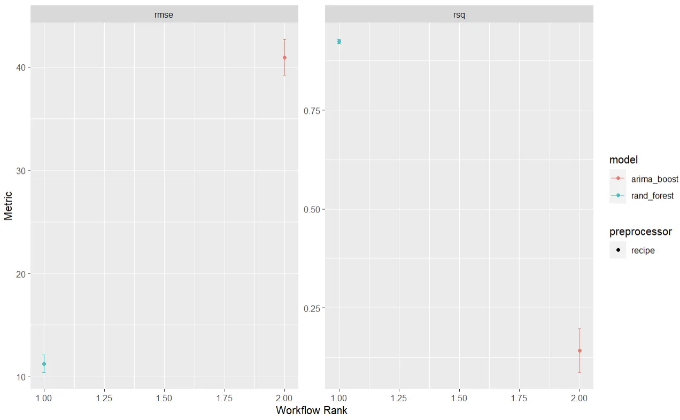 rmse
rsq
Metric
40
30
20
10
0.75
0.50
0.25
1.00 1.25 1.50 1.75 2.00
1.00 1.25 1.50 1.75 2.00
Workflow Rank
model
arima_boost
rand_forest
preprocessor
recipe